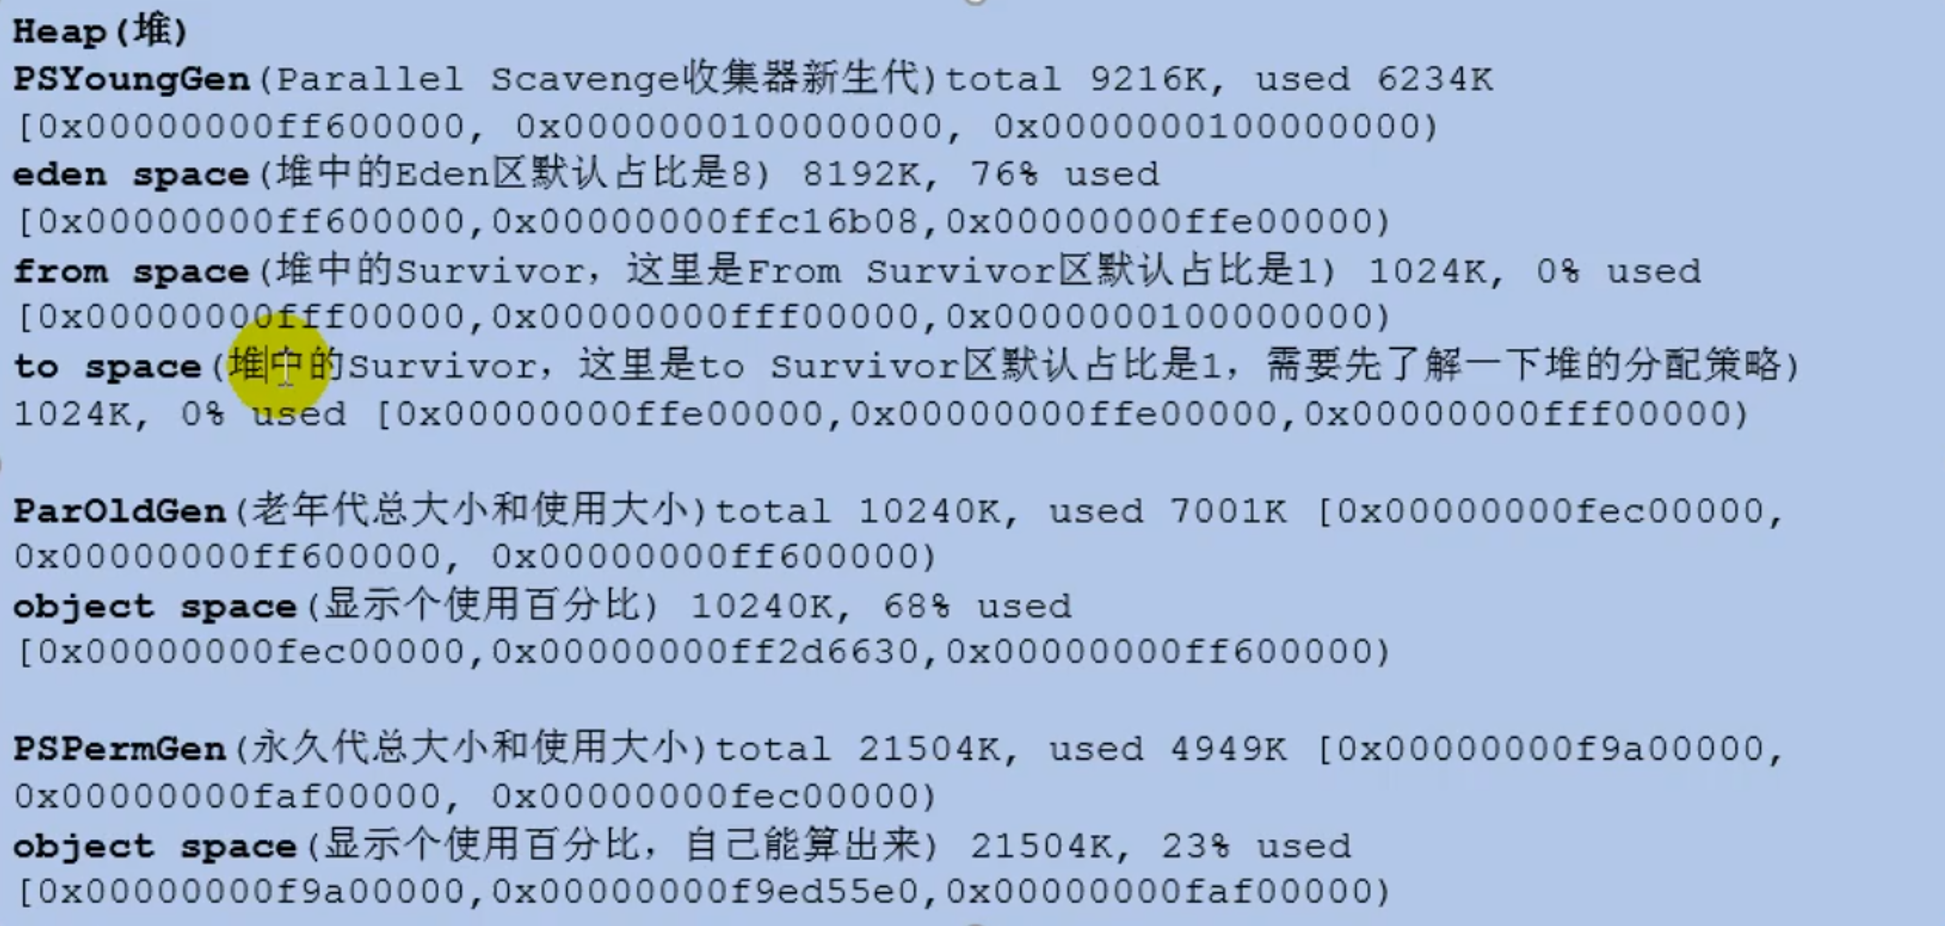 Heap(堆)
PSYoungGen(Parallel Scavenge收集器新生代)total 9216K, used 6234K
[0x00000000ff600000, 0x0000000100000000, 0x0000000100000000)
eden space(堆中的Eden区默认占比是8) 8192K, 76% used
[0x00000000ff600000,0x00000000ffc16b08,0x00000000ffe00000)
from space(堆中的Survivor，这里是From Survivor区默认占比是1) 1024K, 0% used
[0x00000000fff00000,0x00000000fff00000,0x0000000100000000)
to space(堆中的Survivor，这里是to Survivor区默认占比是1，需要先了解一下堆的分配策略)
1024K, 0% used [0x00000000ffe00000,0x00000000ffe00000,0x00000000fff00000)
ParOldGen(老年代总大小和使用大小)total 10240K, used 7001K [0x00000000fec00000,
0x00000000ff600000, 0x00000000ff600000)
object space(显示个使用百分比) 10240K, 68% used
[0x00000000fec00000,0x00000000ff2d6630,0x00000000ff600000)
PSPermGen(永久代总大小和使用大小)total 21504K, used 4949K [0x00000000f9a00000,
0x00000000faf00000, 0x00000000fec00000)
object space(显示个使用百分比，自己能算出来) 21504K, 23% used
[0x00000000f9a00000,0x00000000f9ed55e0,0x00000000faf00000)